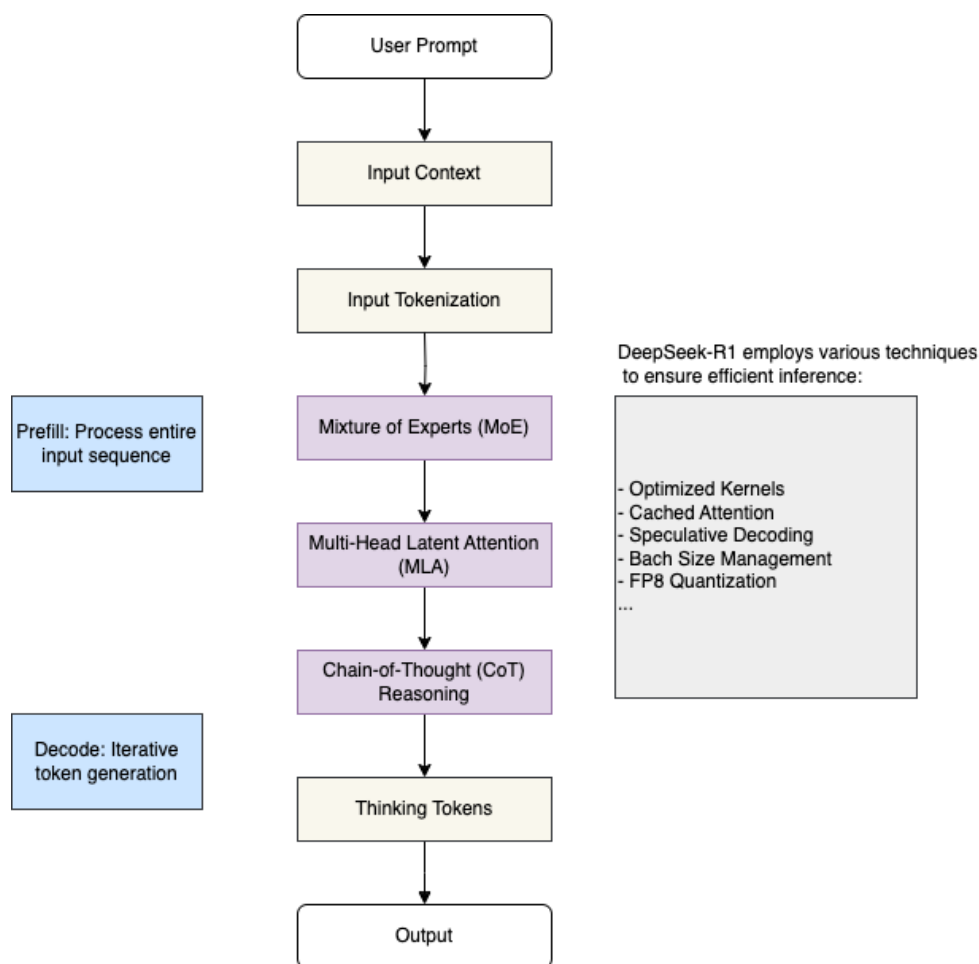 User Prompt
Input Context
Input Tokenization
DeepSeek-R1 employs various techniques
to ensure efficient inference:
Prefill: Process entire
input sequence
Mixture of Experts (MoE)
- Optimized Kernels
- Cached Attention
- Speculative Decoding
- Bach Size Management
- FP8 Quantization
...
Multi-Head Latent Attention
(MLA)
Chain-of-Thought (CoT)
Reasoning
Decode: Iterative
token generation
Thinking Tokens
Output